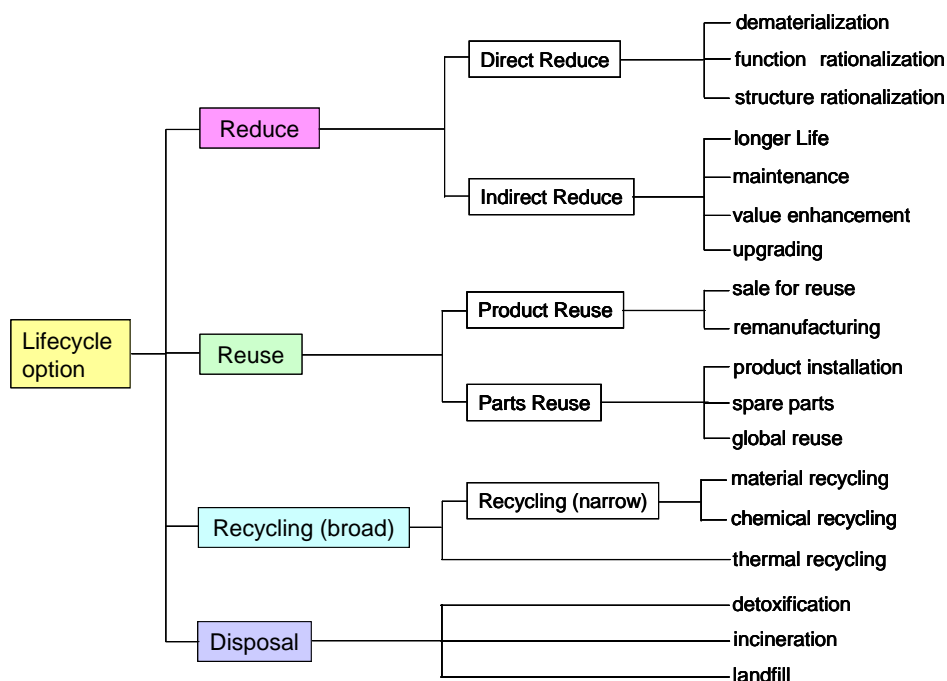 Lifecycle
option
Reduce
Direct Reduce
dematerialization
function rationalization
structure rationalization
Indirect Reduce
longer Life
maintenance
value enhancement
upgrading
Reuse
Product Reuse
sale for reuse
remanufacturing
Parts Reuse
product installation
spare parts
global reuse
Recycling (broad)
Recycling (narrow)
material recycling
chemical recycling
thermal recycling
Disposal
detoxification
incineration
landfill